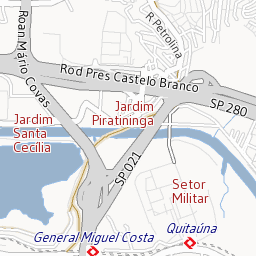 R Petrolina
Roan. Mário Covas
Rod Pres Castelo Branco
SP 280
Jardim
Piratininga
Jardim
Santa
Cecília
SP 021
Setor
Militar
Quitaúna
General Miguel Costa